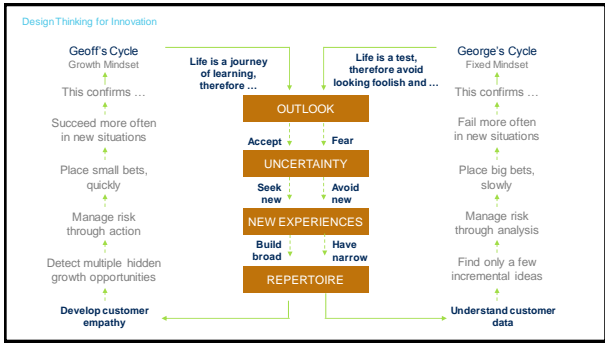 Design Thinking for Innovation
Geoff's Cycle
Growth Mindset
This confirms …
Succeed more often
in new situations
Place small bets,
quickly
Manage risk
through action
Detect multiple hidden
growth opportunities
Develop customer
empathy
Life is a journey
of learning,
therefore …
Life is a test,
therefore avoid
looking foolish and …
OUTLOOK
Accept
Fear
UNCERTAINTY
Seek
new
Avoid
new
NEW EXPERIENCES
Build
broad
Have
narrow
REPERTOIRE
George's Cycle
Fixed Mindset
This confirms …
Fail more often
in new situations
Place big bets,
slowly
Manage risk
through analysis
Find only a few
incremental ideas
Understand customer
data